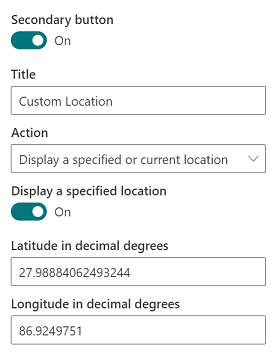 Secondary button
On
Title
Custom Location
Action
Display a specified or current location
Display a specified location
On
Latitude in decimal degrees
27.98884062493244
Longitude in decimal degrees
86.9249751